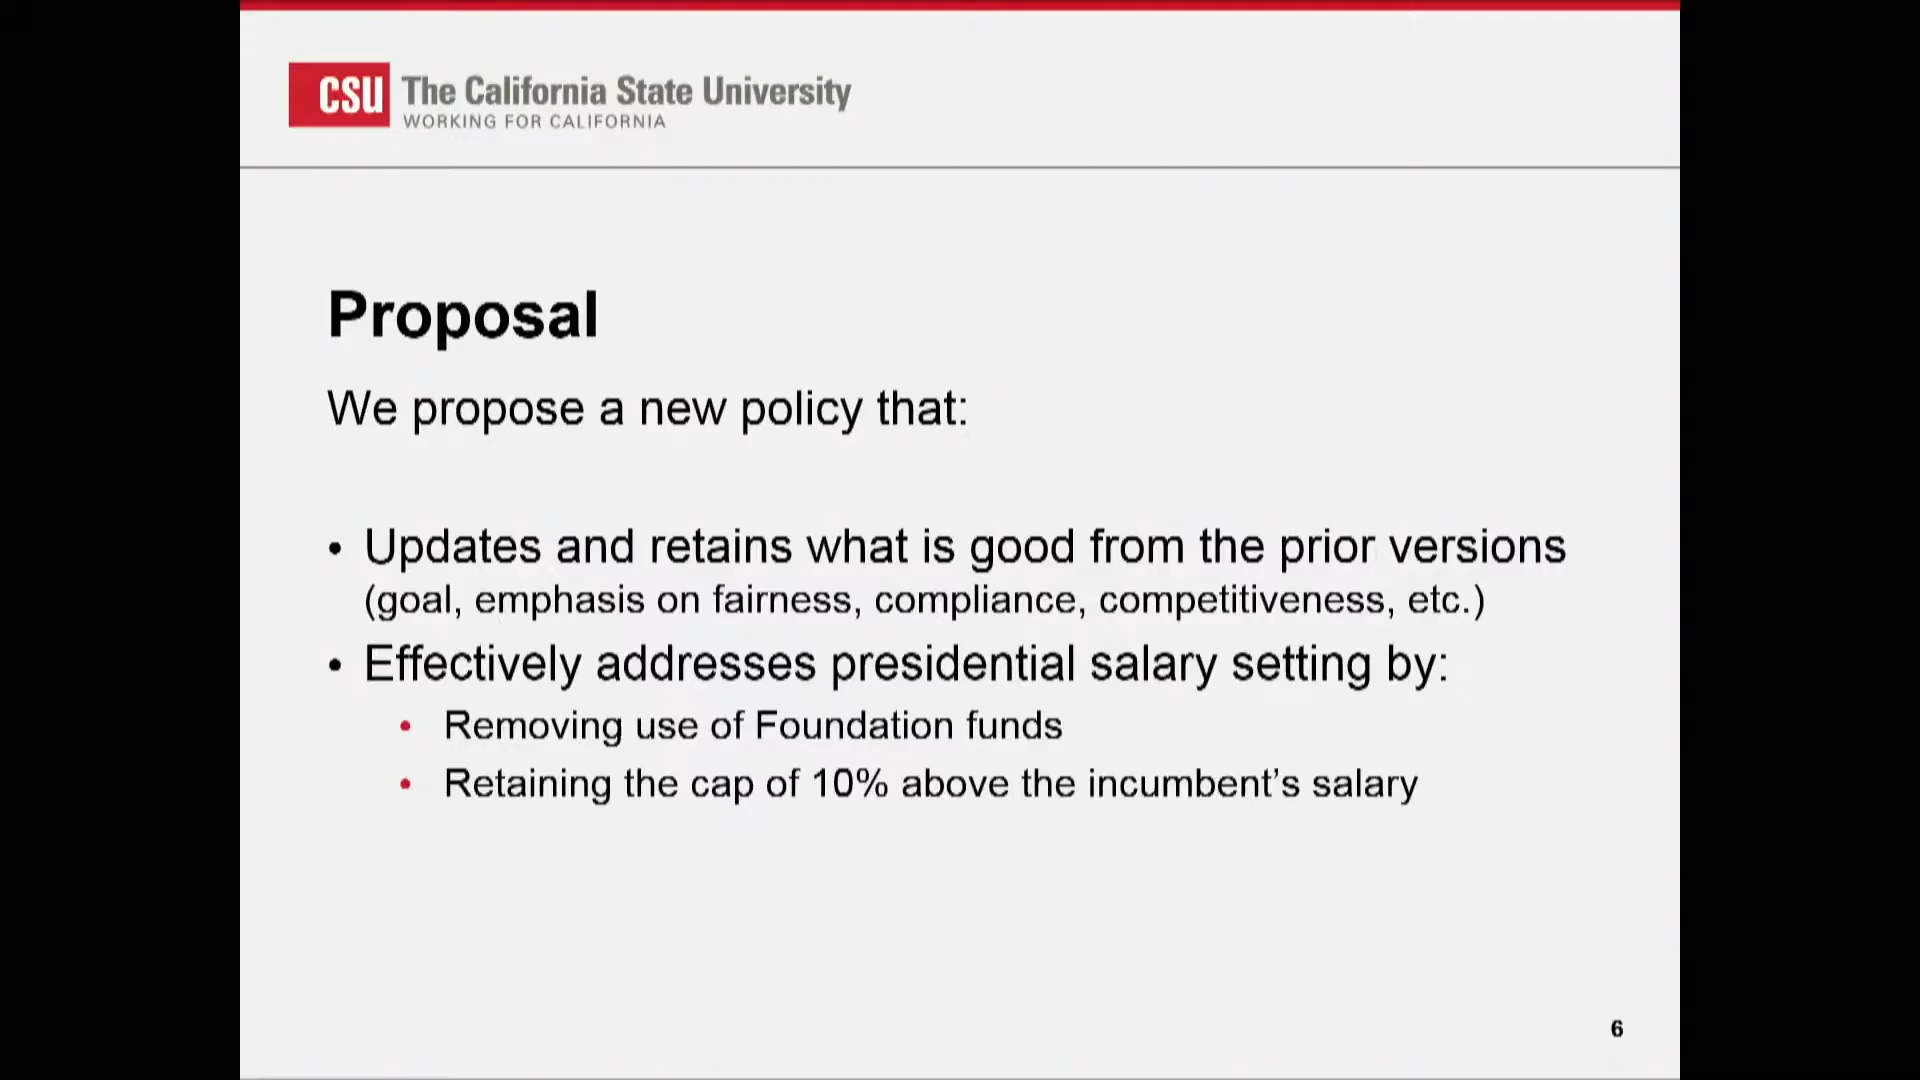 CSU The California State University
WORKING FOR CALIFORNIA
Proposal
We propose a new policy that:
• Updates and retains what is good from the prior versions
(goal, emphasis on fairness, compliance, competitiveness, etc.)
• Effectively addresses presidential salary setting by:
• Removing use of Foundation funds
• Retaining the cap of 10% above the incumbent’s salary
6